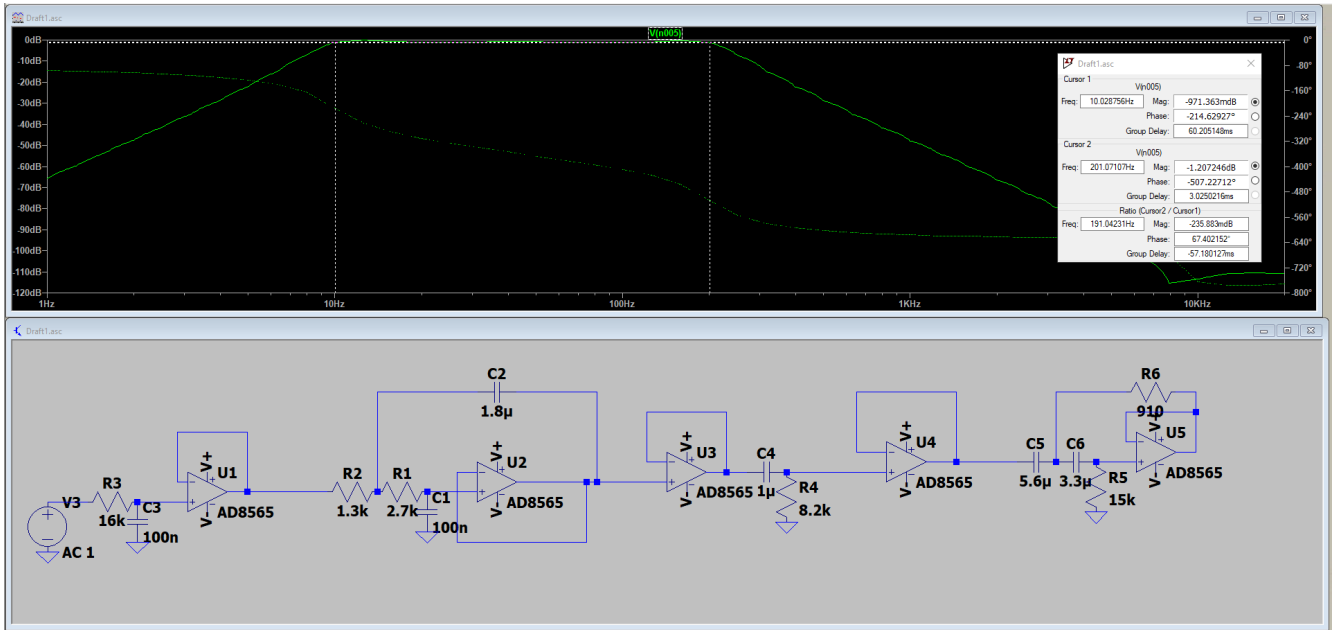 Draft1.asc
V(n005)
0dB
-10dB
-20dB
-30dB
-40dB
-50dB
-60dB
-70dB
-80dB
-90dB
-100dB
-110dB
-120dB
1Hz
10Hz
100Hz
1KHz
10KHz
0°
-80°
-160°
-240°
-320°
-400°
-480°
-560°
-640°
-720°
-800°
Draft1.asc
Cursor 1
V(n005)
Freq: 10.028756Hz Mag: -971.363mdB
Phase: -214.62927°
Group Delay: 60.205148ms
Cursor 2
V(n005)
Freq: 201.07107Hz Mag: -1.207246dB
Phase: -507.22712°
Group Delay: 3.0250216ms
Ratio (Cursor2 / Cursor1)
Freq: 191.04231Hz Mag: -235.883mdB
Phase: 67.402152°
Group Delay: -57.180127ms
Draft1.asc
V3
AC 1
R3
16k
C3
100n
V+
U1
AD8565
V-
R2
1.3k
R1
2.7k
C2
1.8µ
C1
100n
V+
U2
AD8565
V-
V+
U3
AD8565
V-
C4
1µ
R4
8.2k
V+
U4
AD8565
V-
C5
5.6µ
C6
3.3µ
R5
15k
R6
910
V+
U5
AD8565
V-